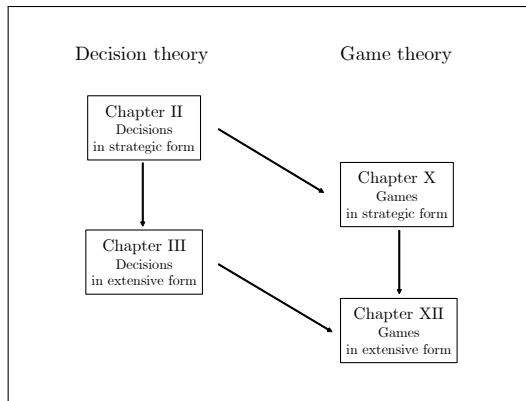 Decision theory
Game theory
Chapter II
Decisions
in strategic form
Chapter X
Games
in strategic form
Chapter III
Decisions
in extensive form
Chapter XII
Games
in extensive form